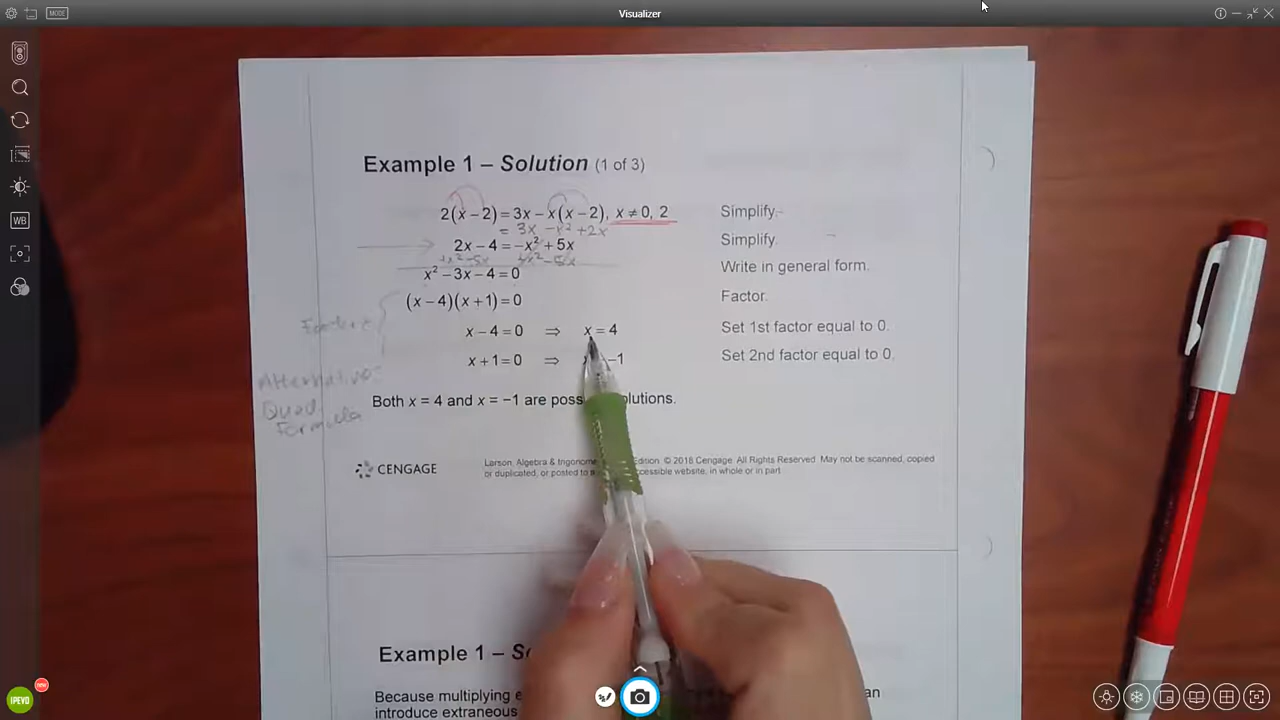 MODE
Visualizer
WB
Example 1 – Solution (1 of 3)
2(x − 2) = 3x − x(x − 2), x ≠ 0, 2 Simplify.
= 3x − x² + 2x
2x − 4 = −x² + 5x Simplify.
+x² − 5x +x² − 5x
x² − 3x − 4 = 0 Write in general form.
(x − 4)(x + 1) = 0 Factor.
x − 4 = 0 ⇒ x = 4 Set 1st factor equal to 0.
x + 1 = 0 ⇒ −1 Set 2nd factor equal to 0.
Alternative:
Quad.
Formula
Both x = 4 and x = −1 are poss olutions.
CENGAGE
Larson, Algebra & trigonome Edition. © 2018 Cengage. All Rights Reserved. May not be scanned, copied
or duplicated, or posted to a ccessible website, in whole or in part.
Example 1 – S
Because multiplying e an
introduce extraneous
IPEVO
new